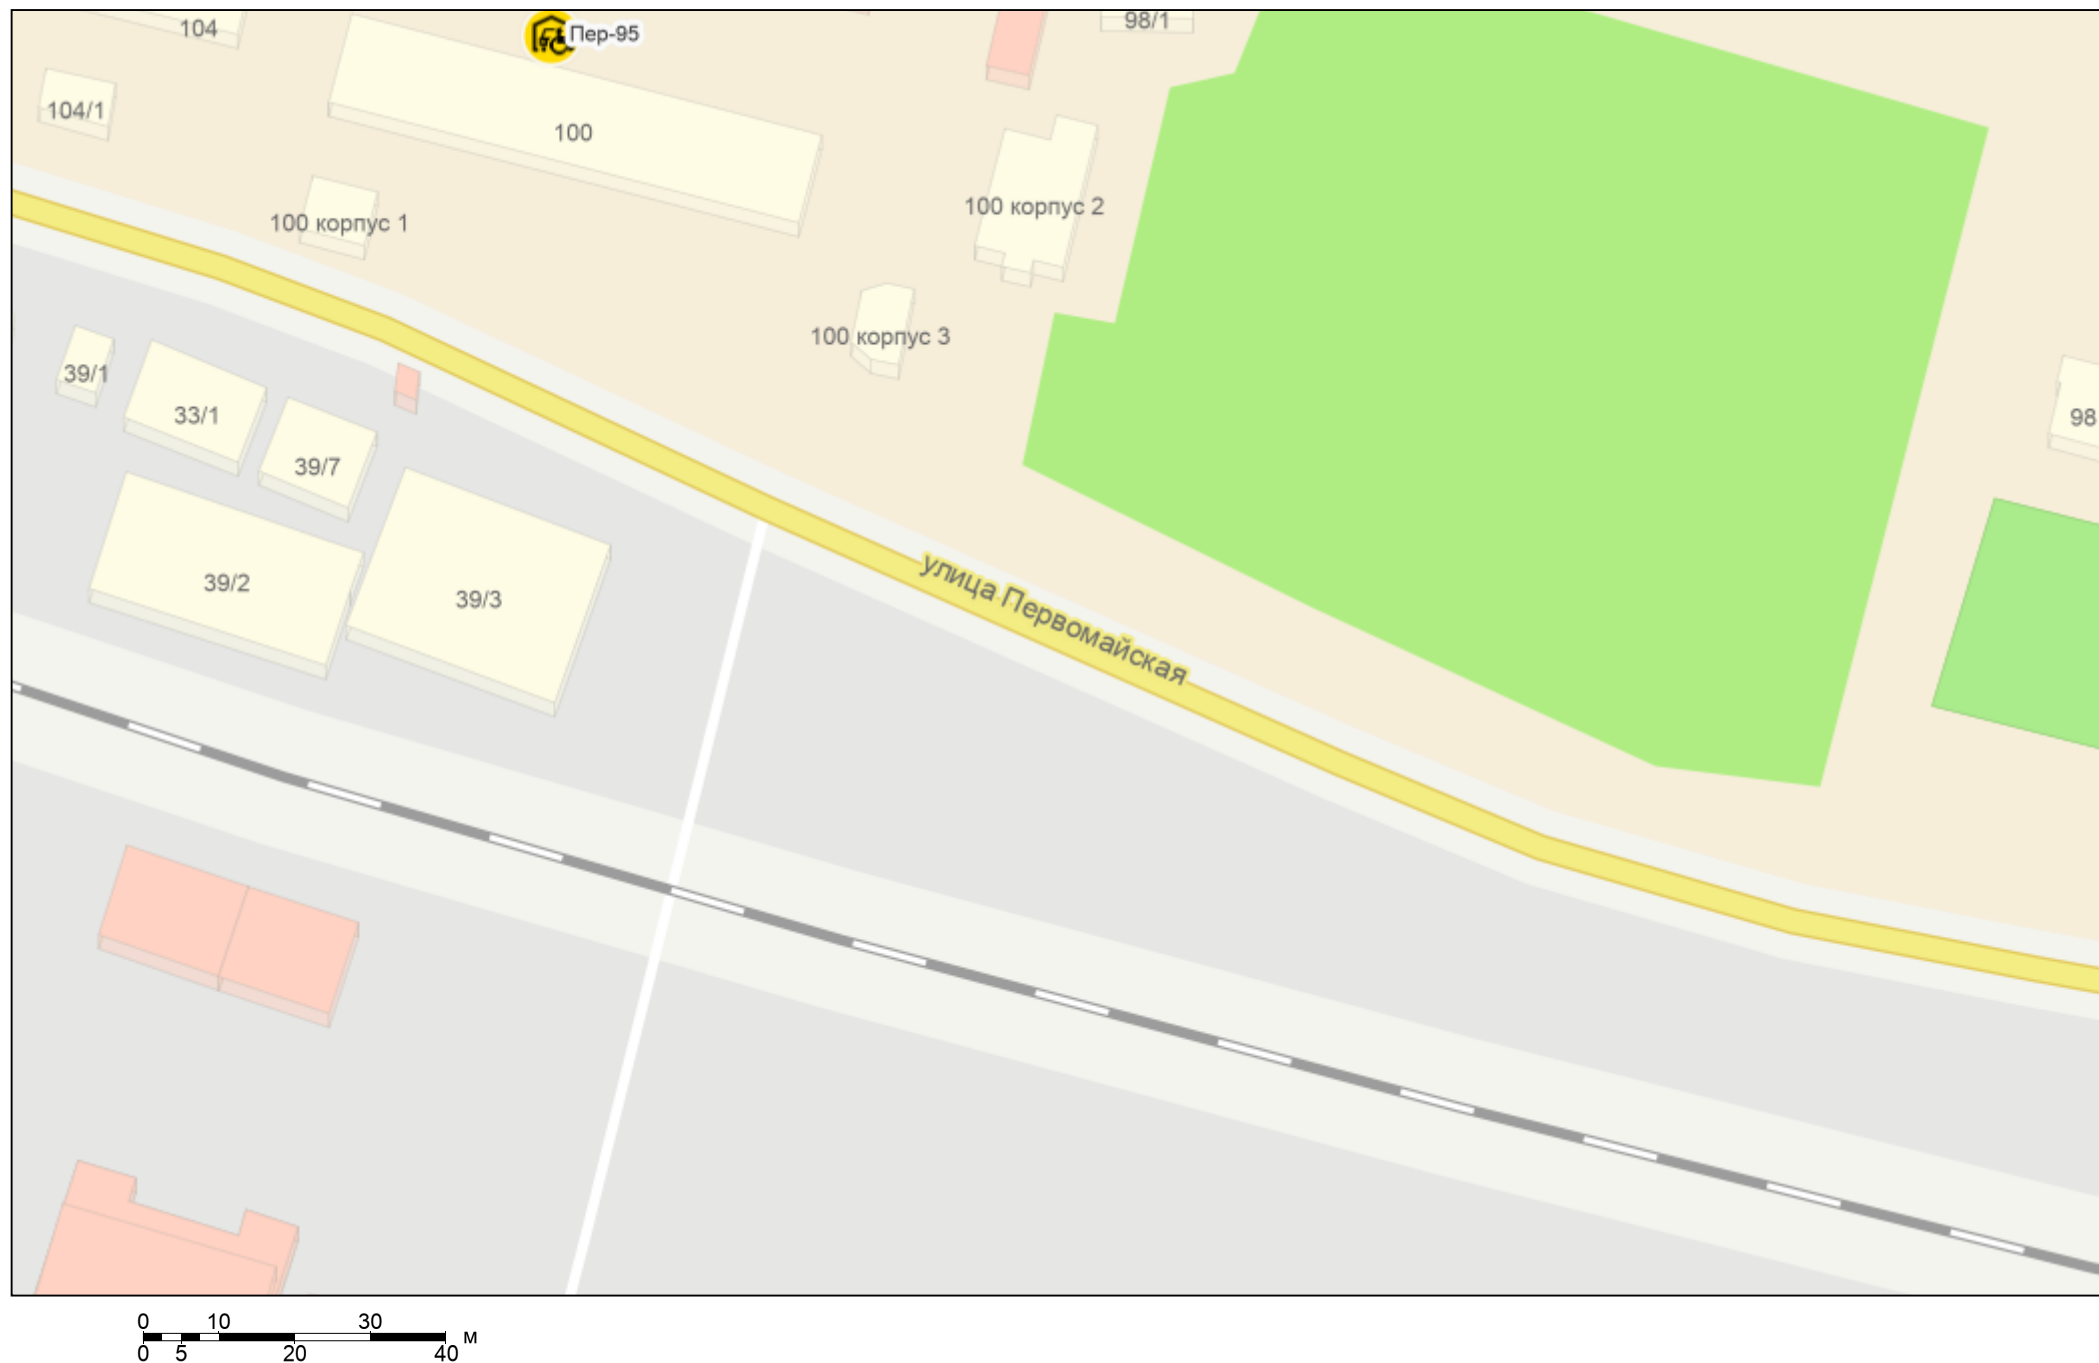 104
Пер-95
98/1
104/1
100
100 корпус 1
100 корпус 2
100 корпус 3
39/1
33/1
39/7
98
39/2
39/3
улица Первомайская
0 10 30
м
0 5 20 40